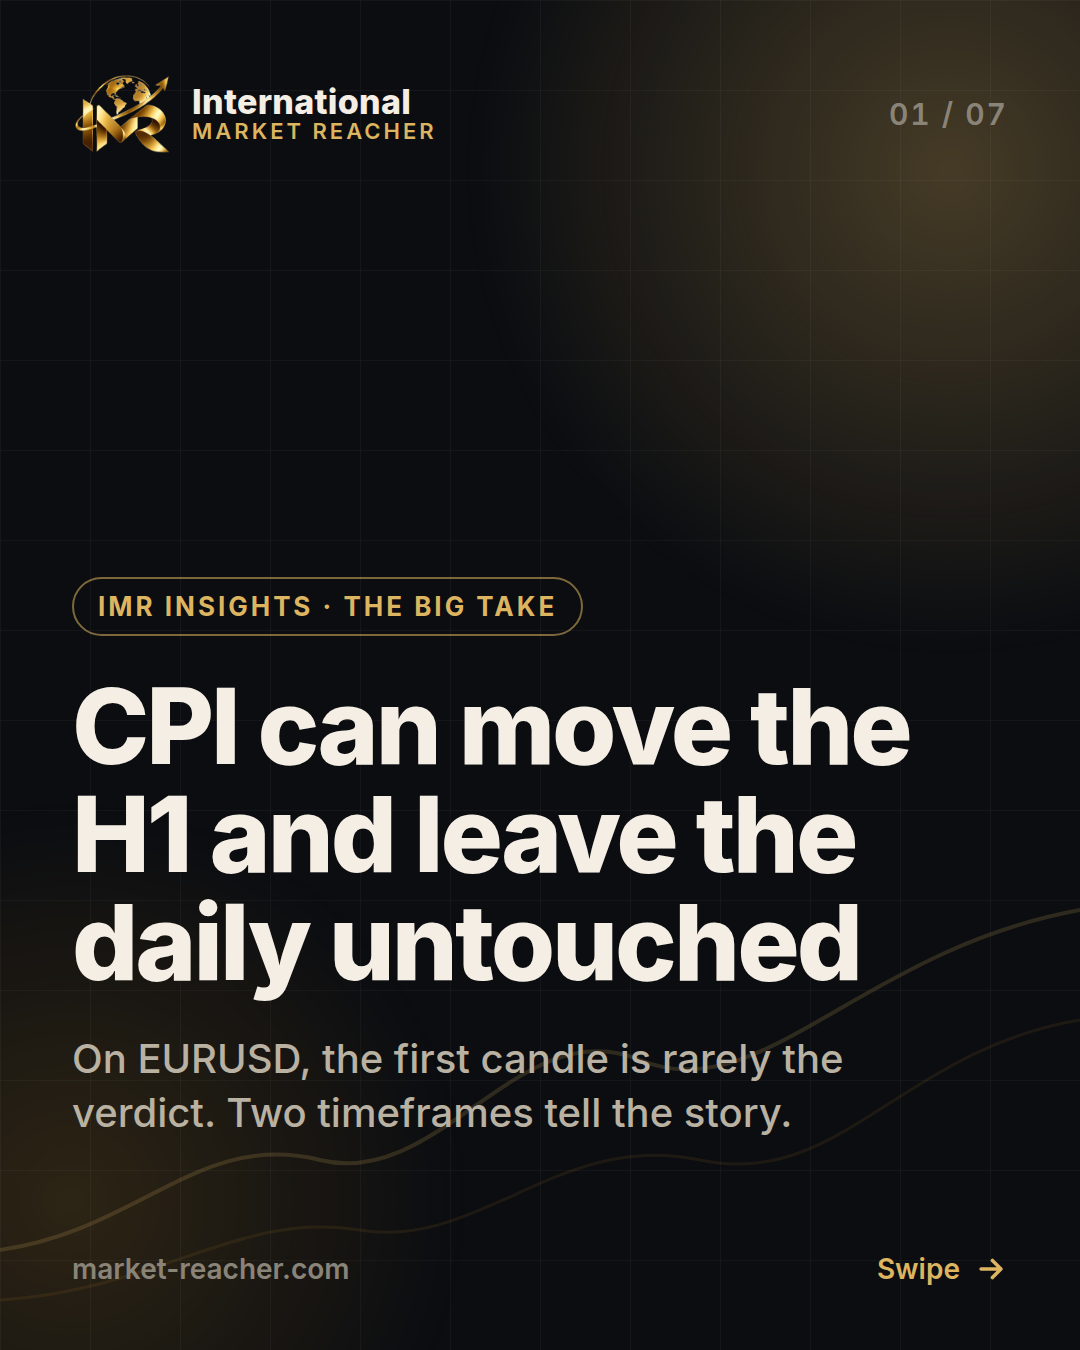 IMR
International
MARKET REACHER
01 / 07
IMR INSIGHTS · THE BIG TAKE
CPI can move the
H1 and leave the
daily untouched
On EURUSD, the first candle is rarely the
verdict. Two timeframes tell the story.
market-reacher.com
Swipe →